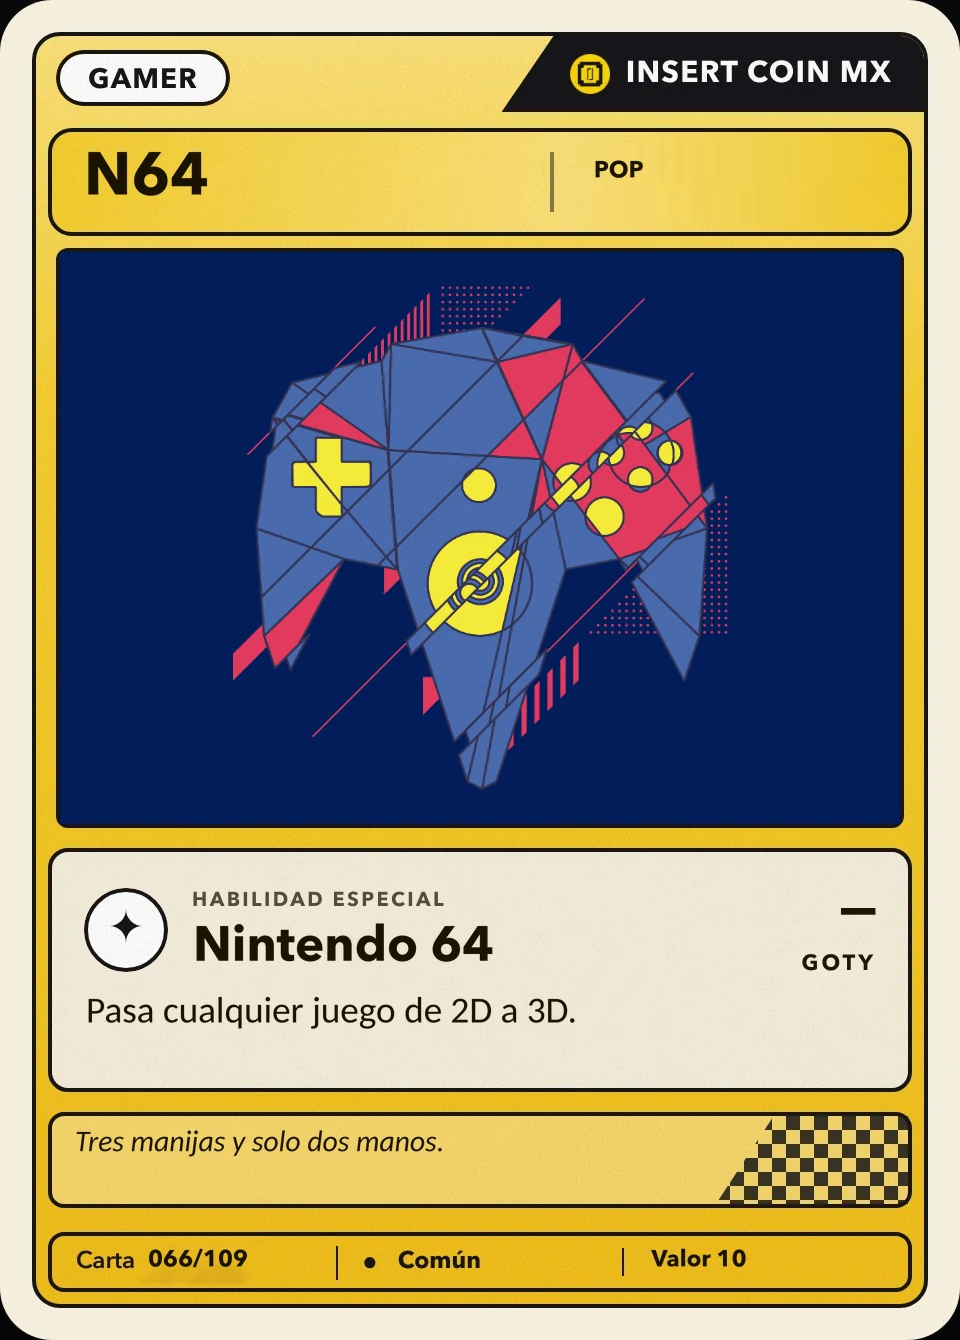 GAMER
INSERT COIN MX
N64
POP
HABILIDAD ESPECIAL
Nintendo 64
—
GOTY
Pasa cualquier juego de 2D a 3D.
Tres manijas y solo dos manos.
Carta 066/109
• Común
Valor 10